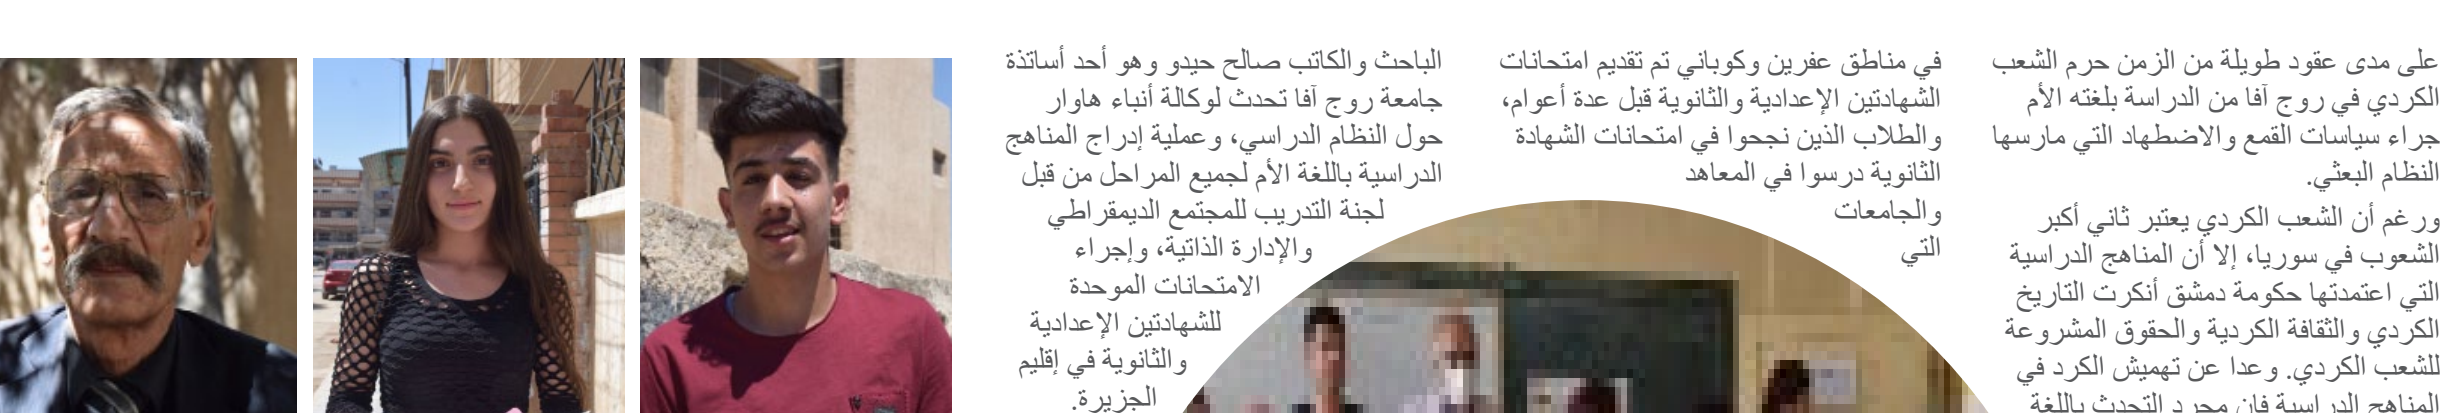 على مدى عقود طويلة من الزمن حرم الشعب
الكردي في روج آفا من الدراسة بلغته الأم
جراء سياسات القمع والاضطهاد التي مارسها
النظام البعثي.
ورغم أن الشعب الكردي يعتبر ثاني أكبر
الشعوب في سوريا، إلا أن المناهج الدراسية
التي اعتمدتها حكومة دمشق أنكرت التاريخ
الكردي والثقافة الكردية والحقوق المشروعة
للشعب الكردي. وعدا عن تهميش الكرد في
المناهج الدراسية فإن مجرد التحدث باللغة
في مناطق عفرين وكوباني تم تقديم امتحانات
الشهادتين الإعدادية والثانوية قبل عدة أعوام،
والطلاب الذين نجحوا في امتحانات الشهادة
الثانوية درسوا في المعاهد
والجامعات
التي
الباحث والكاتب صالح حيدو وهو أحد أساتذة
جامعة روج آفا تحدث لوكالة أنباء هاوار
حول النظام الدراسي، وعملية إدراج المناهج
الدراسية باللغة الأم لجميع المراحل من قبل
لجنة التدريب للمجتمع الديمقراطي
والإدارة الذاتية، وإجراء
الامتحانات الموحدة
للشهادتين الإعدادية
والثانوية في إقليم
الجزيرة.